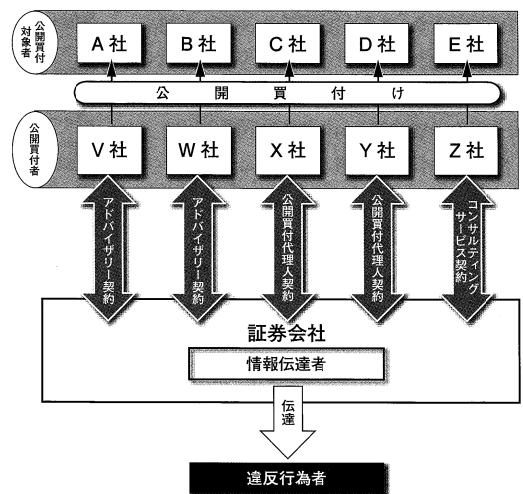 公開買付対象者
A社 B社 C社 D社 E社
公開買付け
公開買付者
V社 W社 X社 Y社 Z社
アドバイザリー契約
アドバイザリー契約
公開買付代理人契約
公開買付代理人契約
コンサルティング
サービス契約
証券会社
情報伝達者
伝達
違反行為者